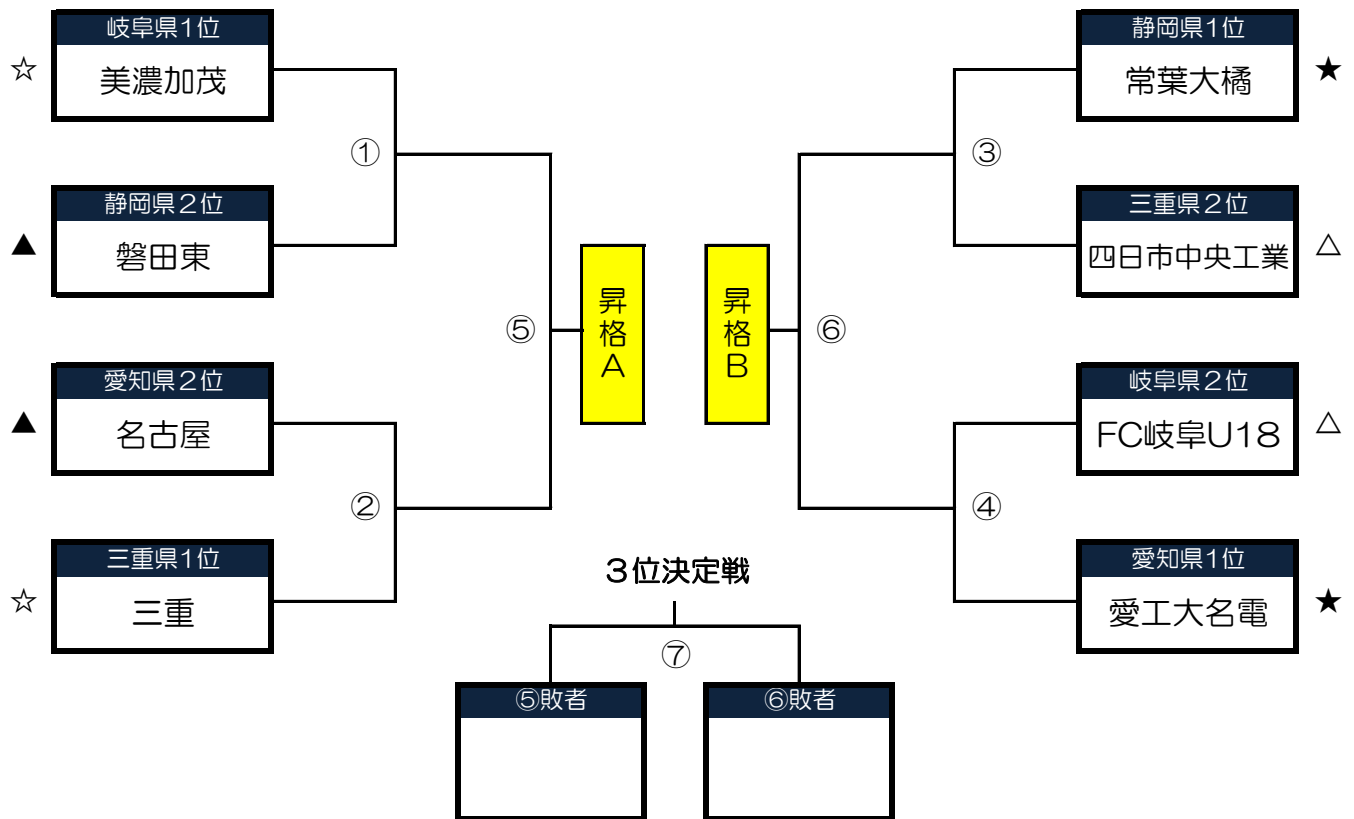 岐阜県1位
☆
美濃加茂
①
静岡県２位
▲
磐田東
愛知県２位
▲
名古屋
②
三重県1位
☆
三重
⑤
昇格A
昇格B
⑥
静岡県1位
常葉大橘
★
③
三重県２位
四日市中央工業
△
岐阜県２位
FC岐阜U18
△
④
愛知県1位
愛工大名電
★
３位決定戦
⑦
⑤敗者
⑥敗者